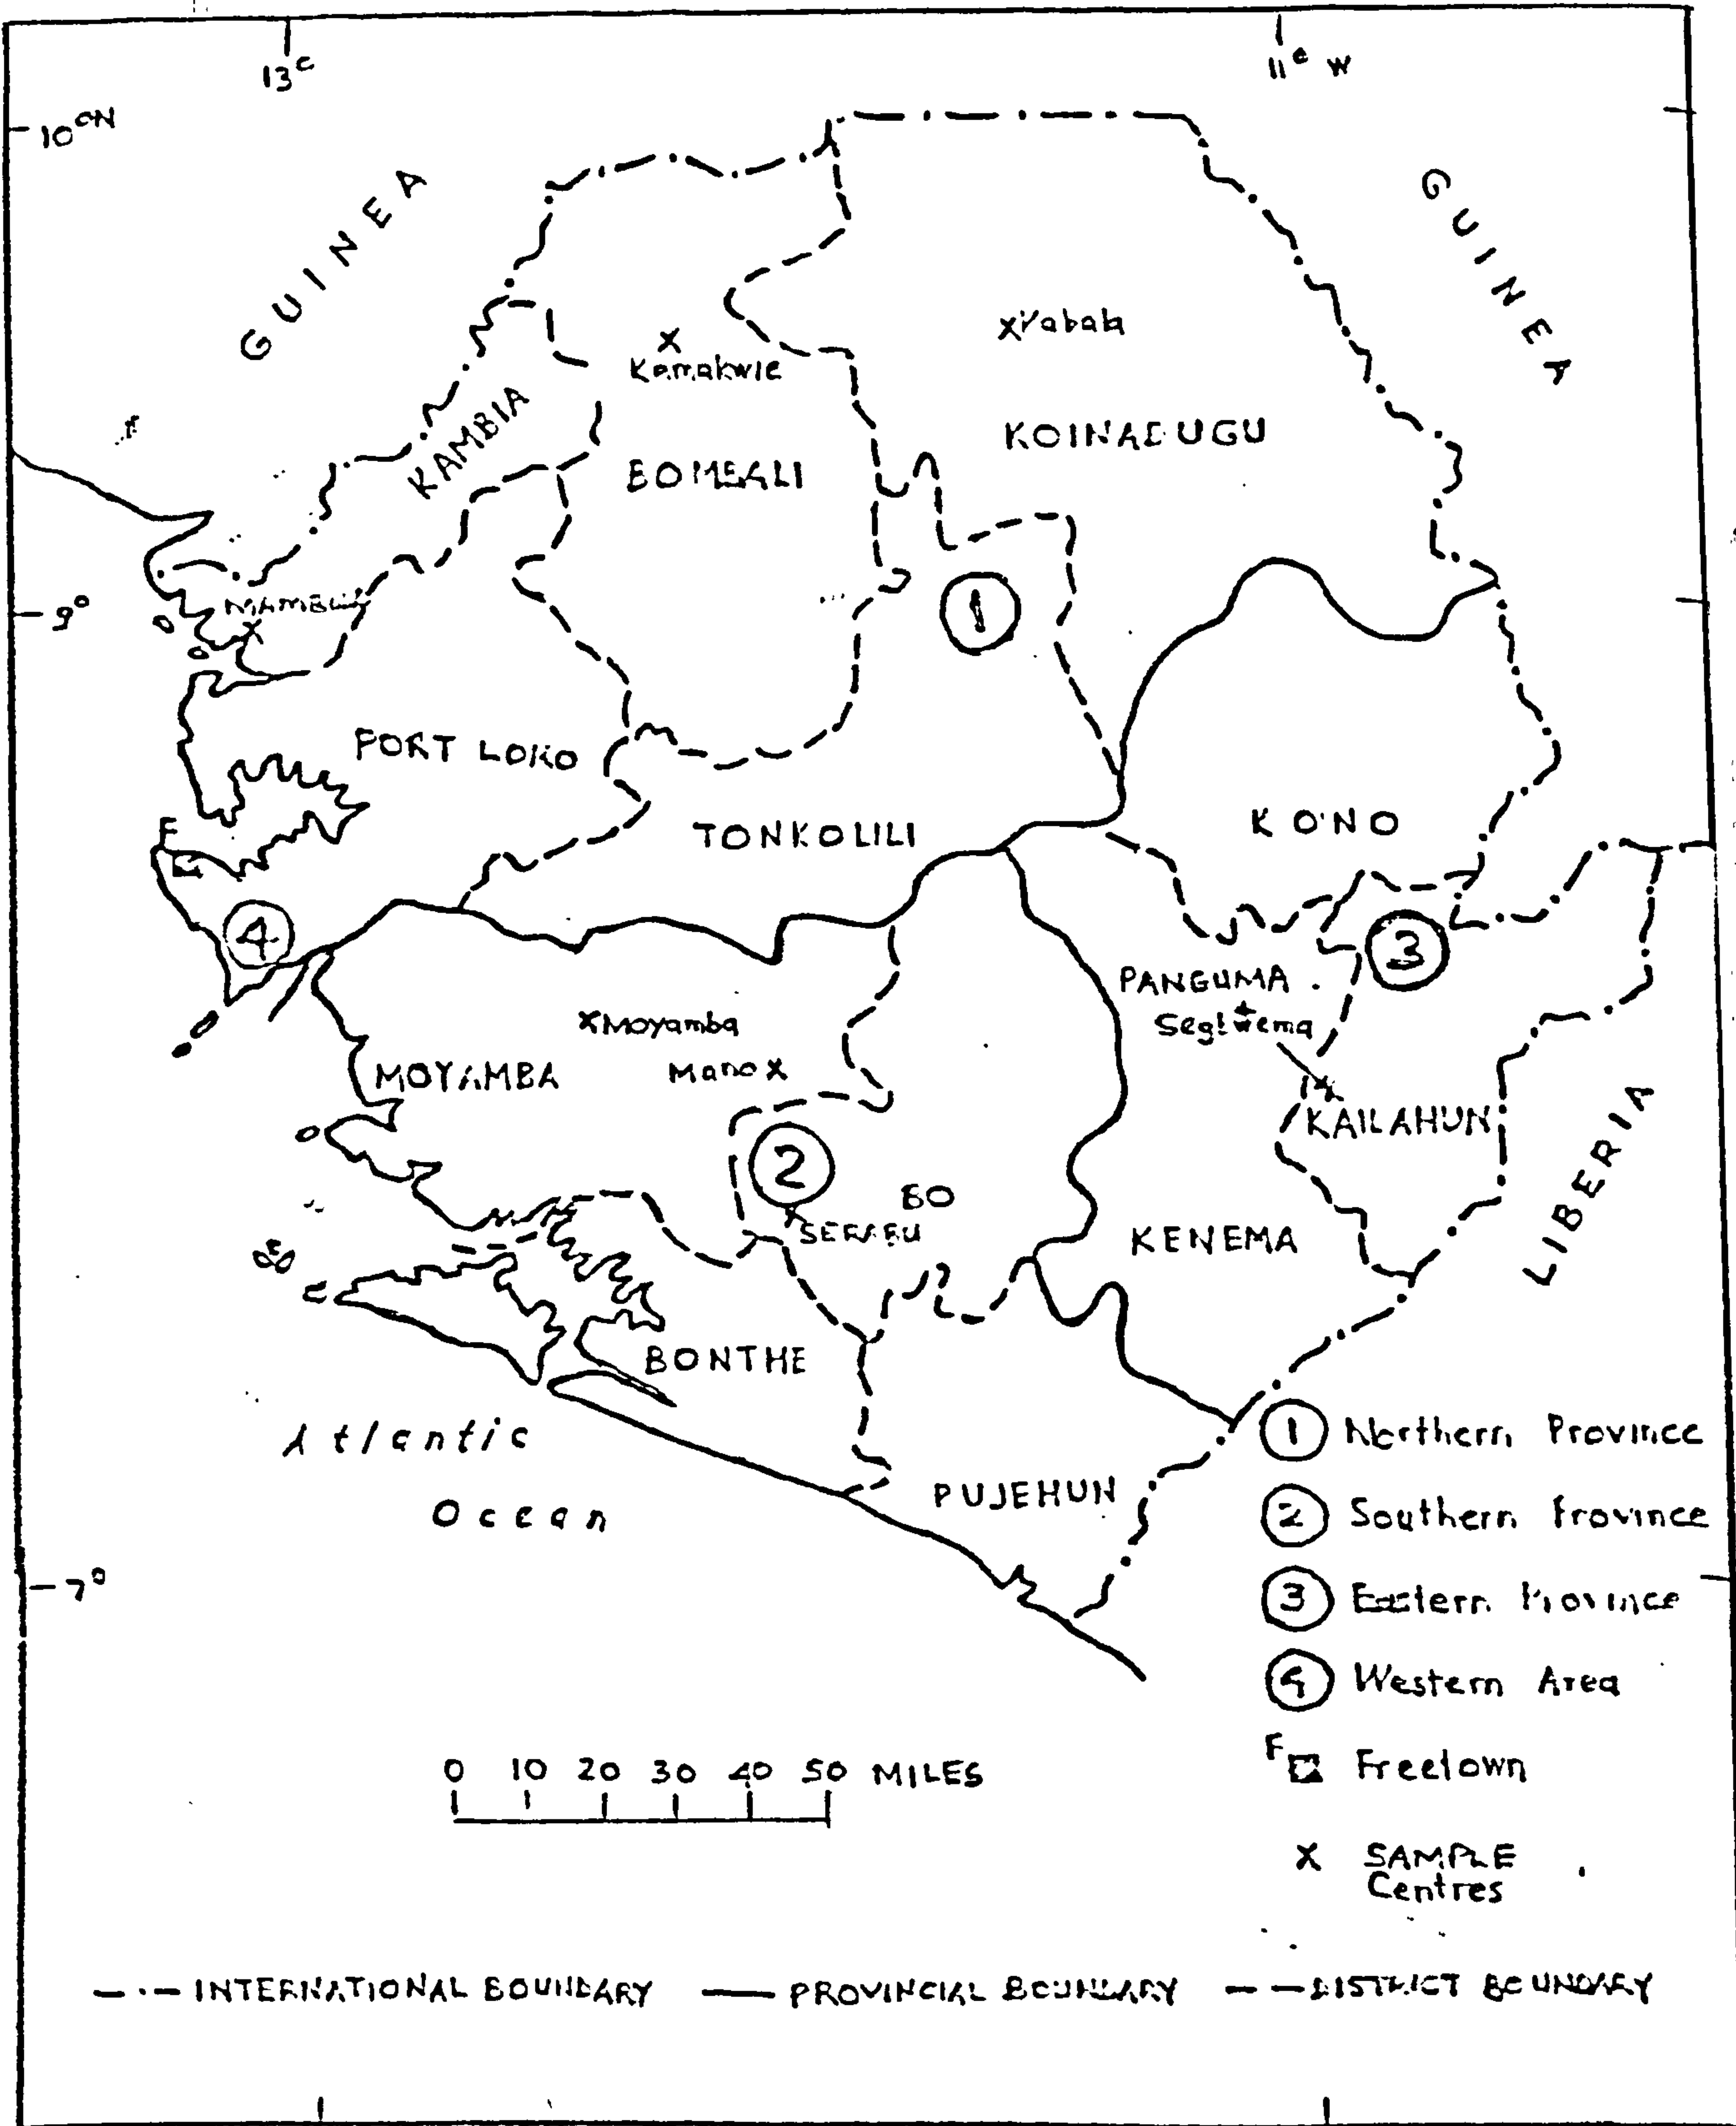 13°
11° W
10°N
GUINEA
GUINEA
Kamakwie
Kabala
KAMBIA
KOINADUGU
BOMBALI
9°
MAMBOLO
1
PORT LOKO
TONKOLILI
KONO
F
4
3
PANGUMA
Segbwema
Moyamba
Mano
MOYAMBA
KAILAHUN
LIBERIA
2
BO
SERABU
KENEMA
BONTHE
Atlantic
Ocean
PUJEHUN
7°
1 Northern Province
2 Southern Province
3 Eastern Province
4 Western Area
F Freetown
X SAMPLE
Centres
0 10 20 30 40 50 MILES
INTERNATIONAL BOUNDARY PROVINCIAL BOUNDARY DISTRICT BOUNDARY